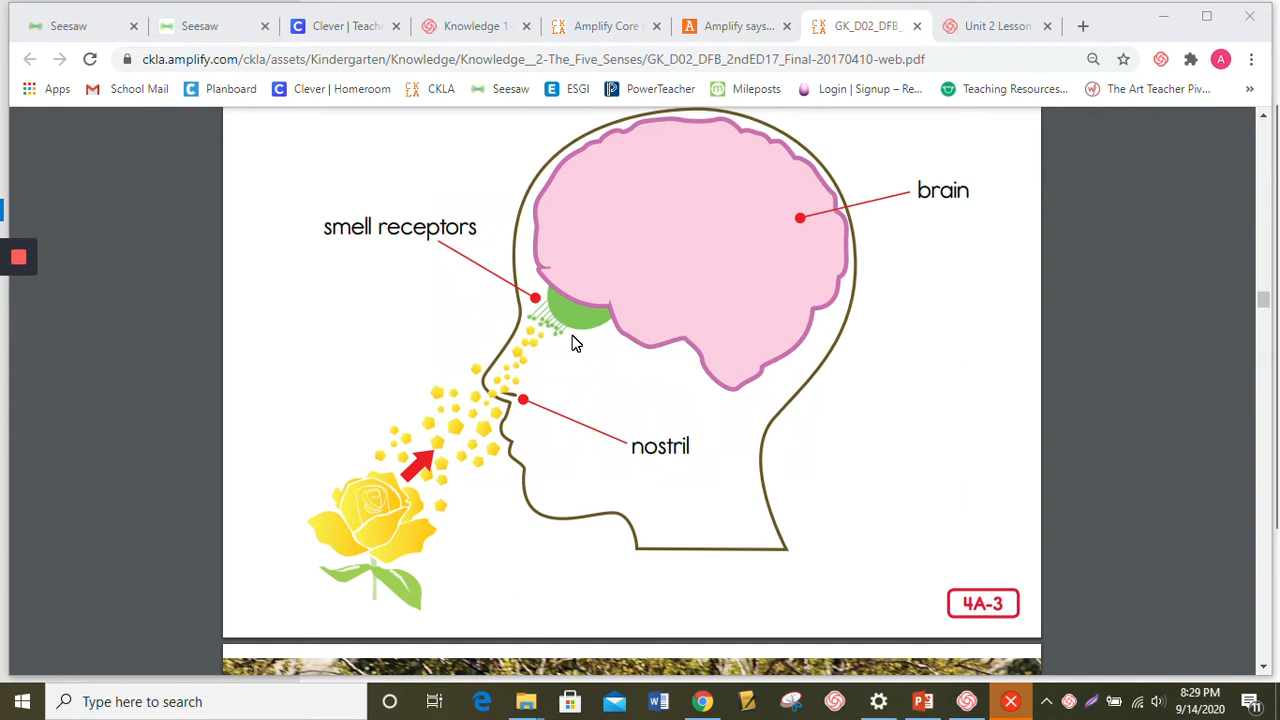 Seesaw
Seesaw
Clever | Teache
Knowledge 1-
Amplify Core
Amplify says...
GK_D02_DFB_
Unit 2 Lesson
ckla.amplify.com/ckla/assets/Kindergarten/Knowledge/Knowledge__2-The_Five_Senses/GK_D02_DFB_2ndED17_Final-20170410-web.pdf
A
Apps
School Mail
Planboard
Clever | Homeroom
CKLA
Seesaw
ESGI
PowerTeacher
Mileposts
Login | Signup – Re...
Teaching Resources...
The Art Teacher Piv...
brain
smell receptors
nostril
4A-3
Type here to search
8:29 PM
9/14/2020
11